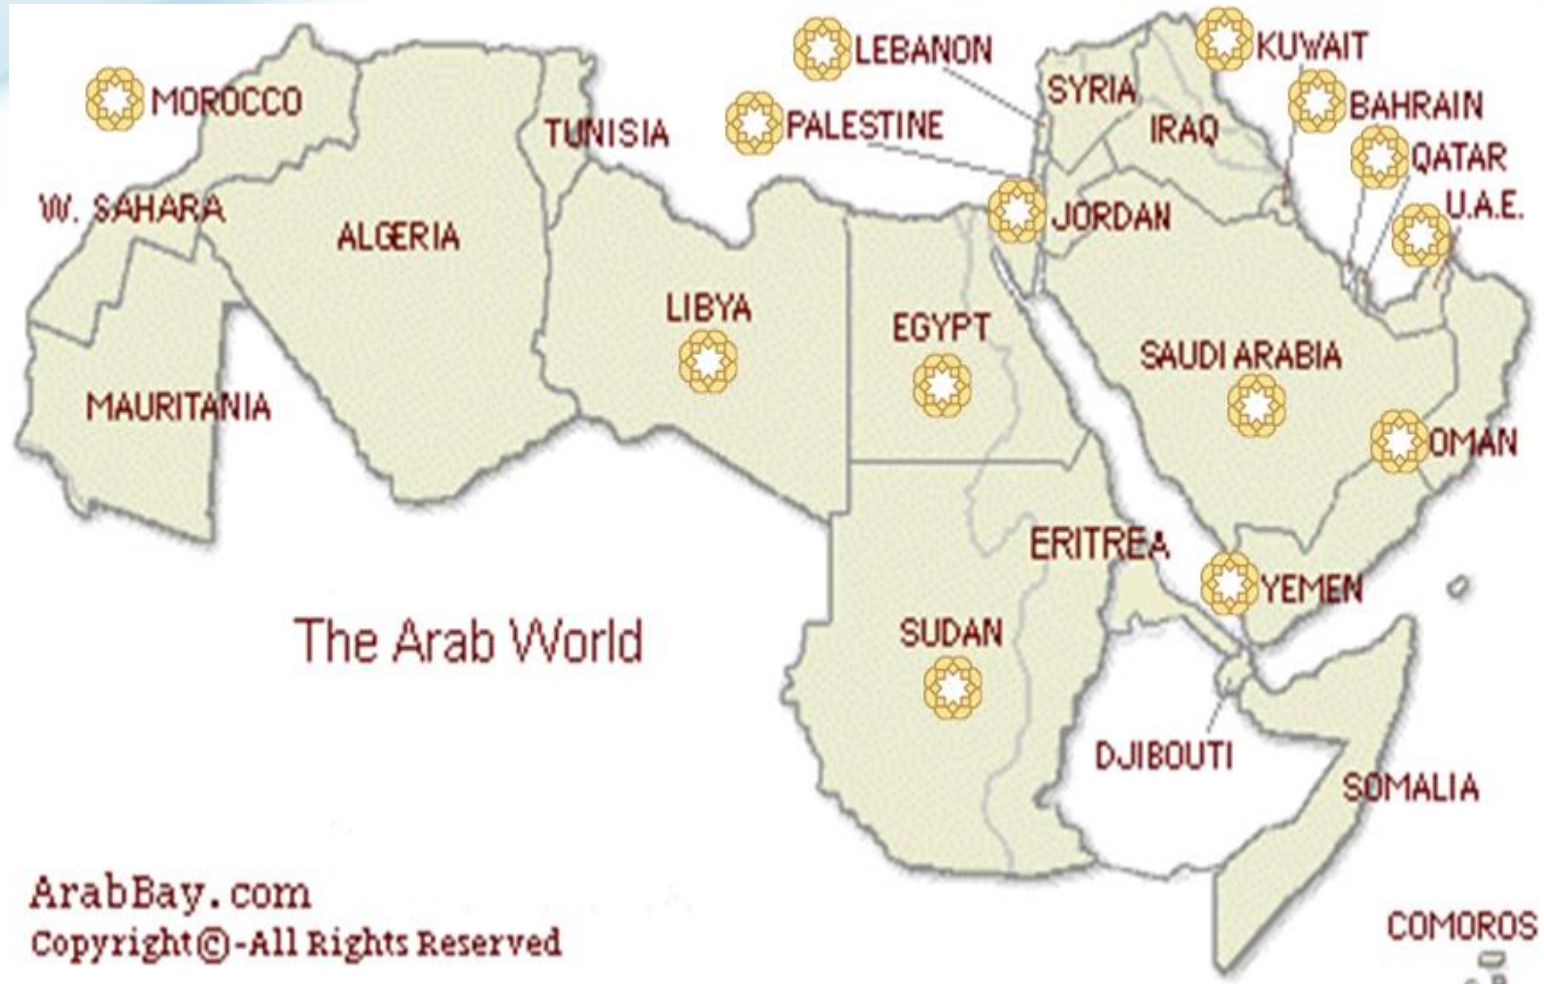 LEBANON
KUWAIT
SYRIA
MOROCCO
BAHRAIN
PALESTINE
TUNISIA
IRAQ
QATAR
W. SAHARA
JORDAN
U.A.E.
ALGERIA
LIBYA
EGYPT
SAUDI ARABIA
MAURITANIA
OMAN
ERITREA
YEMEN
The Arab World
SUDAN
DJIBOUTI
SOMALIA
ArabBay.com
COMOROS
Copyright©-All Rights Reserved